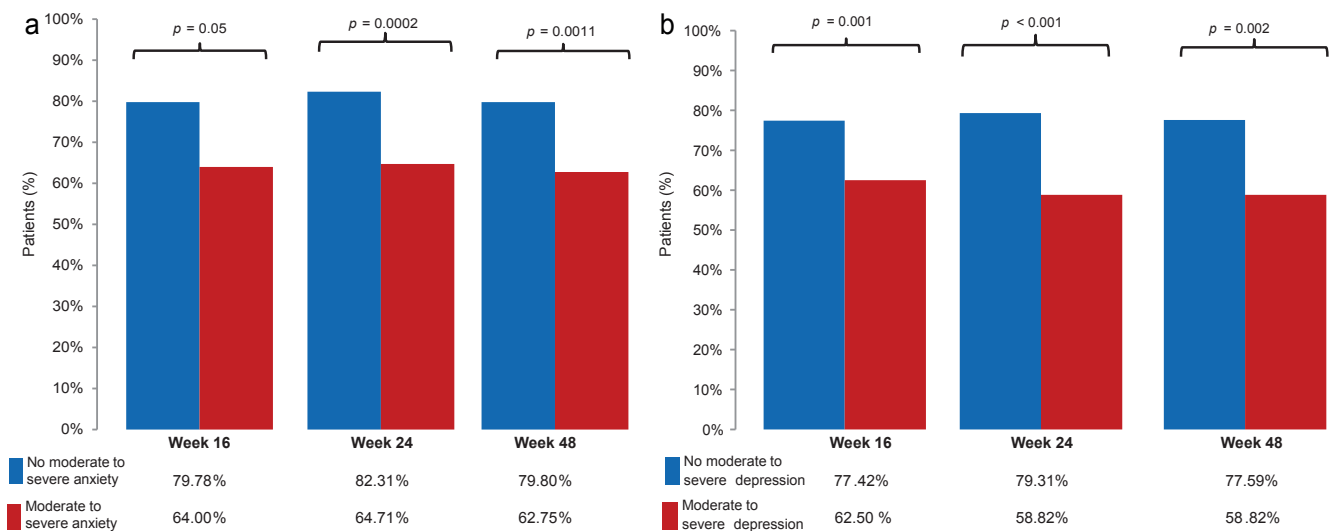 a
p = 0.05
p = 0.0002
p = 0.0011
100%
90%
80%
70%
60%
50%
40%
30%
20%
10%
0%
Patients (%)
Week 16 Week 24 Week 48
No moderate to
severe anxiety 79.78% 82.31% 79.80%
Moderate to
severe anxiety 64.00% 64.71% 62.75%
b
p = 0.001
p < 0.001
p = 0.002
100%
90%
80%
70%
60%
50%
40%
30%
20%
10%
0%
Patients (%)
Week 16 Week 24 Week 48
No moderate to
severe depression 77.42% 79.31% 77.59%
Moderate to
severe depression 62.50 % 58.82% 58.82%